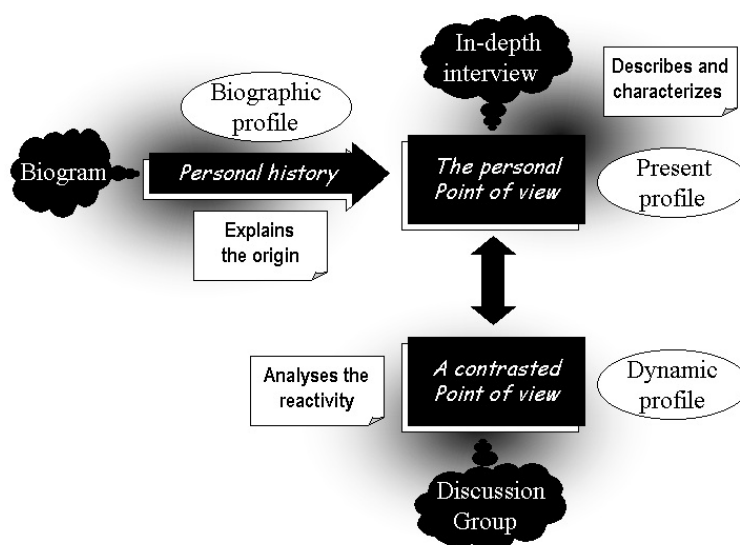 In-depth
interview
Describes and
characterizes
Biographic
profile
Biogram
Personal history
The personal
Point of view
Present
profile
Explains
the origin
Analyses the
reactivity
A contrasted
Point of view
Dynamic
profile
Discussion
Group